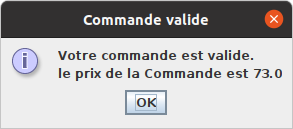 Commande valide
Votre commande est valide.
le prix de la Commande est 73.0
OK